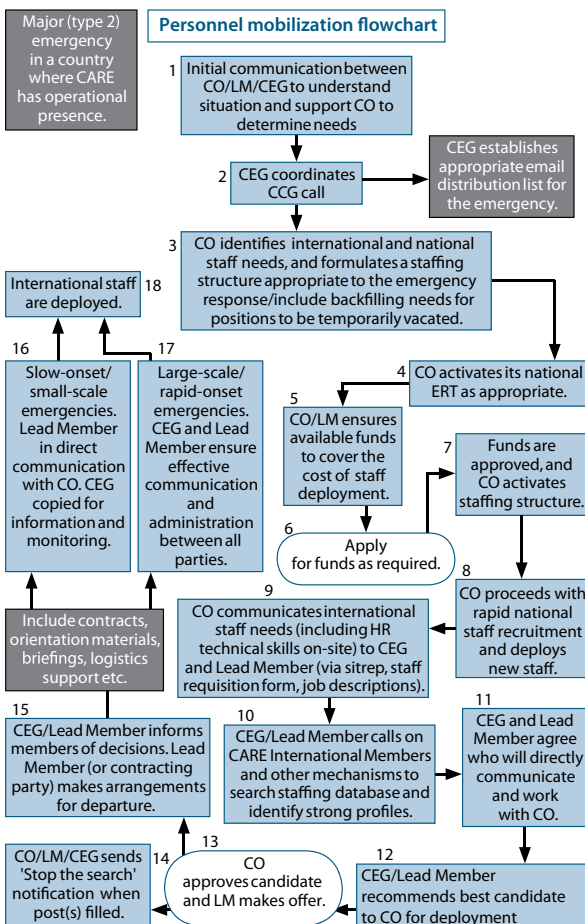 Major (type 2)
emergency
in a country
where CARE
has operational
presence.
Personnel mobilization flowchart
1
Initial communication between
CO/LM/CEG to understand
situation and support CO to
determine needs
2
CEG coordinates
CCG call
CEG establishes
appropriate email
distribution list for
the emergency.
3
CO identifies international and national
staff needs, and formulates a staffing
structure appropriate to the emergency
response/include backfilling needs for
positions to be temporarily vacated.
4
CO activates its national
ERT as appropriate.
5
CO/LM ensures
available funds
to cover the
cost of staff
deployment.
6
Apply
for funds as required.
7
Funds are
approved, and
CO activates
staffing structure.
8
CO proceeds with
rapid national
staff recruitment
and deploys
new staff.
9
CO communicates international
staff needs (including HR
technical skills on-site) to CEG
and Lead Member (via sitrep, staff
requisition form, job descriptions).
10
CEG/Lead Member calls on
CARE International Members
and other mechanisms to
search staffing database and
identify strong profiles.
11
CEG and Lead
Member agree
who will directly
communicate
and work
with CO.
12
CEG/Lead Member
recommends best candidate
to CO for deployment
13
CO
approves candidate
and LM makes offer.
14
CO/LM/CEG sends
'Stop the search'
notification when
post(s) filled.
15
CEG/Lead Member informs
members of decisions. Lead
Member (or contracting
party) makes arrangements
for departure.
Include contracts,
orientation materials,
briefings, logistics
support etc.
16
Slow-onset/
small-scale
emergencies.
Lead Member
in direct
communication
with CO. CEG
copied for
information and
monitoring.
17
Large-scale/
rapid-onset
emergencies.
CEG and Lead
Member ensure
effective
communication
and
administration
between all
parties.
18
International staff
are deployed.